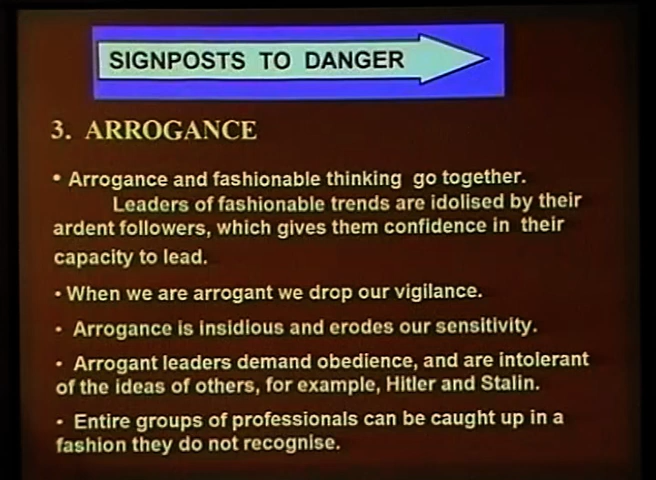 SIGNPOSTS TO DANGER
3. ARROGANCE
• Arrogance and fashionable thinking go together.
Leaders of fashionable trends are idolised by their
ardent followers, which gives them confidence in their
capacity to lead.
• When we are arrogant we drop our vigilance.
• Arrogance is insidious and erodes our sensitivity.
• Arrogant leaders demand obedience, and are intolerant
of the ideas of others, for example, Hitler and Stalin.
• Entire groups of professionals can be caught up in a
fashion they do not recognise.